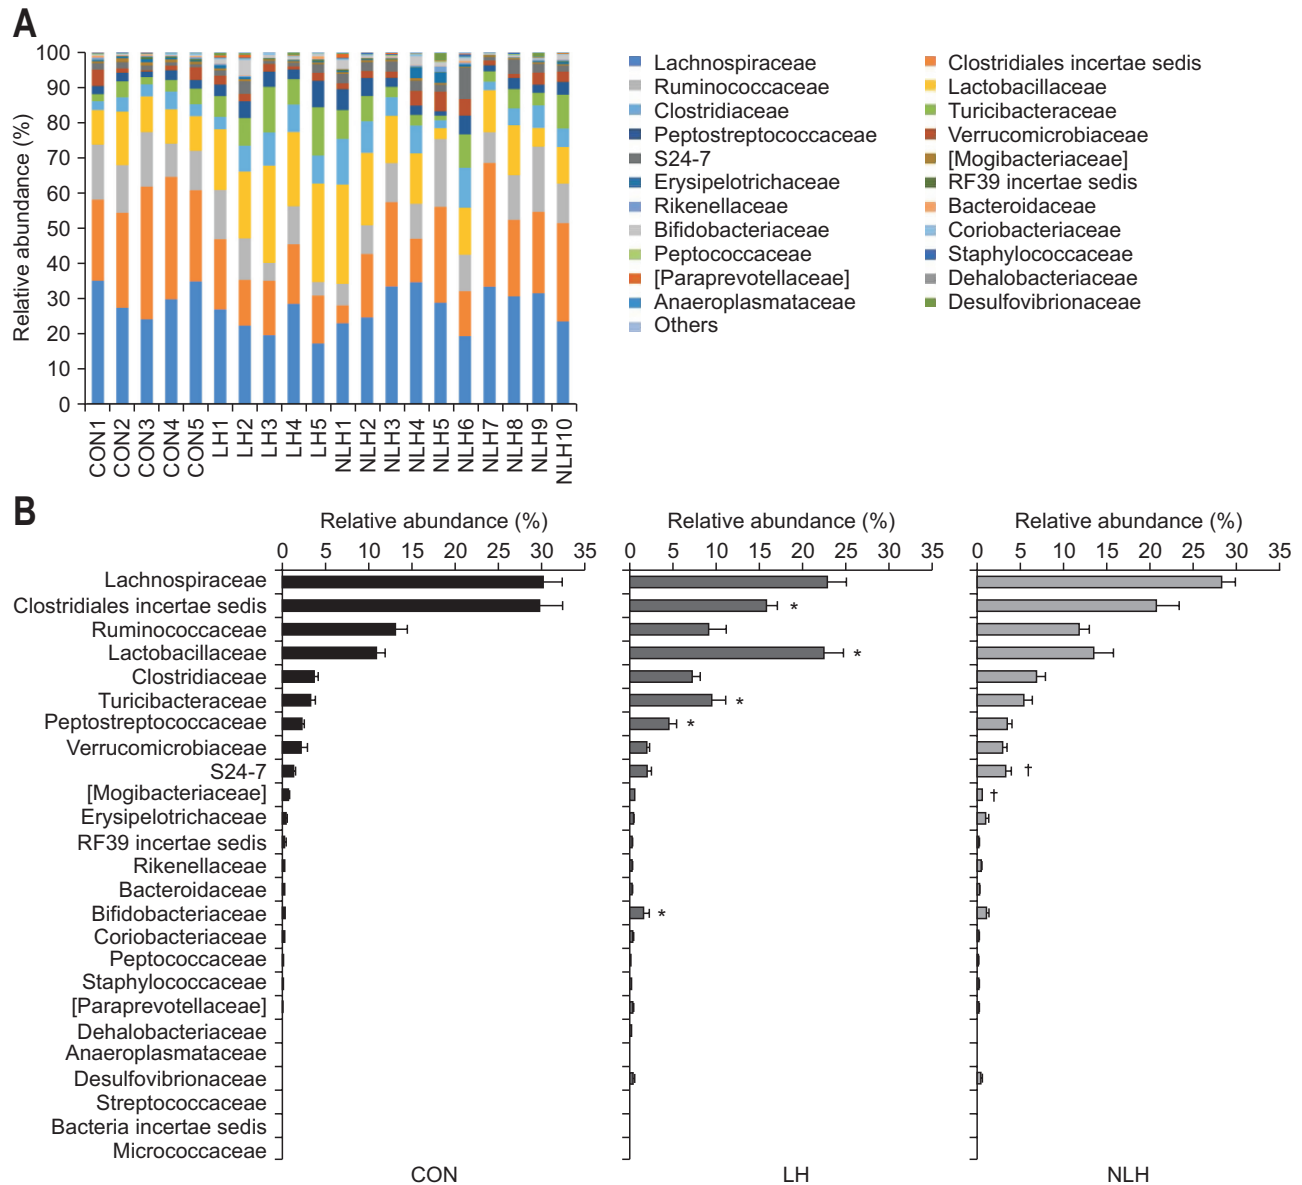 A
Relative abundance (%)
100
90
80
70
60
50
40
30
20
10
0
CON1
CON2
CON3
CON4
CON5
LH1
LH2
LH3
LH4
LH5
NLH1
NLH2
NLH3
NLH4
NLH5
NLH6
NLH7
NLH8
NLH9
NLH10
Lachnospiraceae
Clostridiales incertae sedis
Ruminococcaceae
Lactobacillaceae
Clostridiaceae
Turicibacteraceae
Peptostreptococcaceae
Verrucomicrobiaceae
S24-7
[Mogibacteriaceae]
Erysipelotrichaceae
RF39 incertae sedis
Rikenellaceae
Bacteroidaceae
Bifidobacteriaceae
Coriobacteriaceae
Peptococcaceae
Staphylococcaceae
[Paraprevotellaceae]
Dehalobacteriaceae
Anaeroplasmataceae
Desulfovibrionaceae
Others
B
Relative abundance (%)
Relative abundance (%)
Relative abundance (%)
0 5 10 15 20 25 30 35
0 5 10 15 20 25 30 35
0 5 10 15 20 25 30 35
Lachnospiraceae
Clostridiales incertae sedis *
Ruminococcaceae
Lactobacillaceae *
Clostridiaceae
Turicibacteraceae *
Peptostreptococcaceae *
Verrucomicrobiaceae
S24-7 †
[Mogibacteriaceae] †
Erysipelotrichaceae
RF39 incertae sedis
Rikenellaceae
Bacteroidaceae
Bifidobacteriaceae *
Coriobacteriaceae
Peptococcaceae
Staphylococcaceae
[Paraprevotellaceae]
Dehalobacteriaceae
Anaeroplasmataceae
Desulfovibrionaceae
Streptococcaceae
Bacteria incertae sedis
Micrococcaceae
CON
LH
NLH